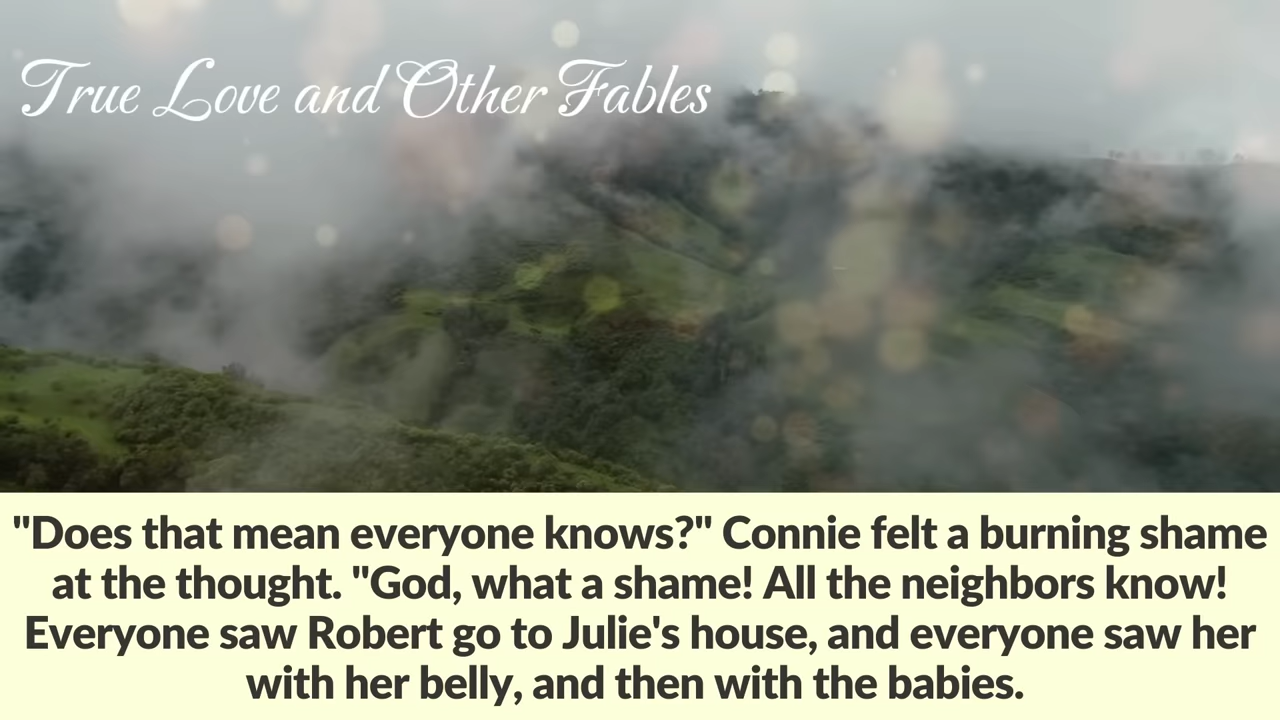 True Love and Other Fables
"Does that mean everyone knows?" Connie felt a burning shame
at the thought. "God, what a shame! All the neighbors know!
Everyone saw Robert go to Julie's house, and everyone saw her
with her belly, and then with the babies.